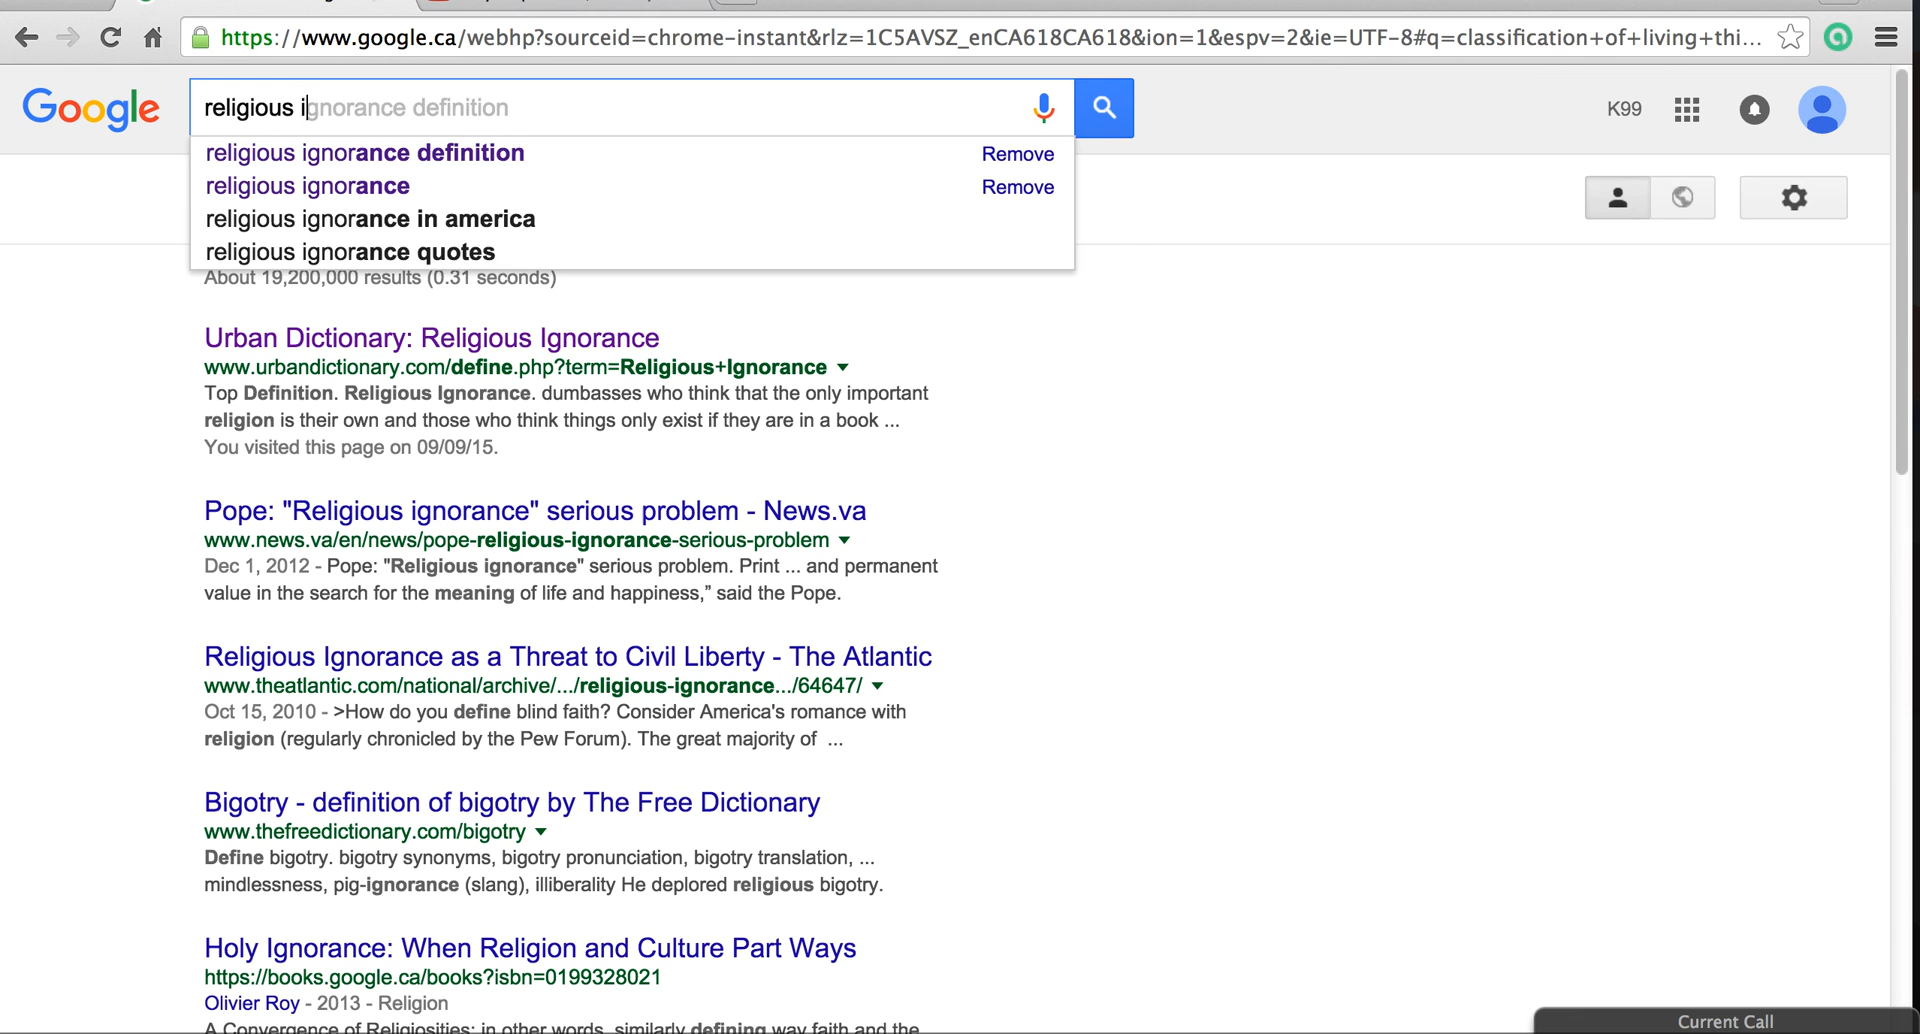 https://www.google.ca/webhp?sourceid=chrome-instant&rlz=1C5AVSZ_enCA618CA618&ion=1&espv=2&ie=UTF-8#q=classification+of+living+thi...
Google
religious ignorance definition
K99
religious ignorance definition Remove
religious ignorance Remove
religious ignorance in america
religious ignorance quotes
About 19,200,000 results (0.31 seconds)
Urban Dictionary: Religious Ignorance
www.urbandictionary.com/define.php?term=Religious+Ignorance
Top Definition. Religious Ignorance. dumbasses who think that the only important
religion is their own and those who think things only exist if they are in a book ...
You visited this page on 09/09/15.
Pope: "Religious ignorance" serious problem - News.va
www.news.va/en/news/pope-religious-ignorance-serious-problem
Dec 1, 2012 - Pope: "Religious ignorance" serious problem. Print ... and permanent
value in the search for the meaning of life and happiness,” said the Pope.
Religious Ignorance as a Threat to Civil Liberty - The Atlantic
www.theatlantic.com/national/archive/.../religious-ignorance.../64647/
Oct 15, 2010 - >How do you define blind faith? Consider America's romance with
religion (regularly chronicled by the Pew Forum). The great majority of ...
Bigotry - definition of bigotry by The Free Dictionary
www.thefreedictionary.com/bigotry
Define bigotry. bigotry synonyms, bigotry pronunciation, bigotry translation, ...
mindlessness, pig-ignorance (slang), illiberality He deplored religious bigotry.
Holy Ignorance: When Religion and Culture Part Ways
https://books.google.ca/books?isbn=0199328021
Olivier Roy - 2013 - Religion
A Convergence of Religiosities: in other words, similarly defining way faith and the
Current Call